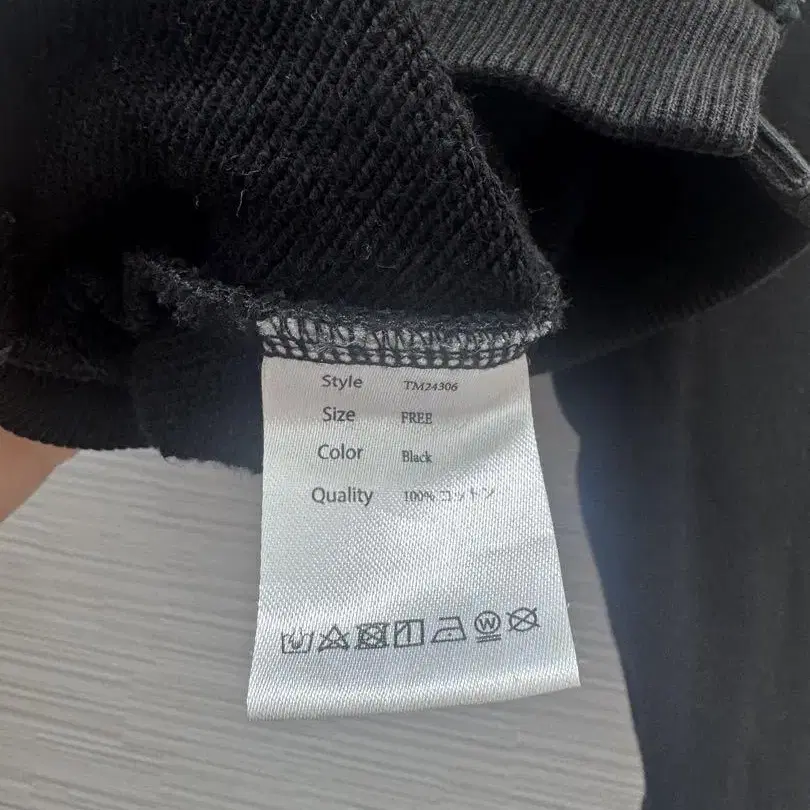 Style TM24306
Size FREE
Color Black
Quality 100% コットン
W